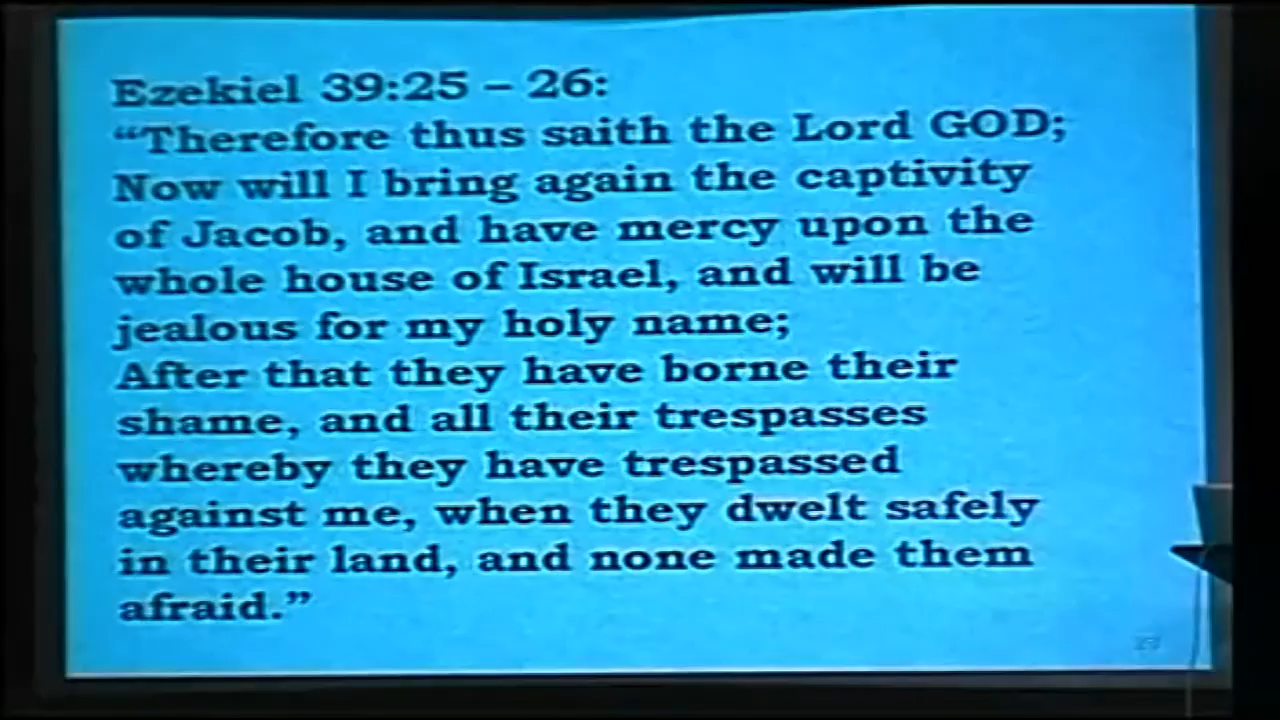 Ezekiel 39:25 – 26:
“Therefore thus saith the Lord GOD;
Now will I bring again the captivity
of Jacob, and have mercy upon the
whole house of Israel, and will be
jealous for my holy name;
After that they have borne their
shame, and all their trespasses
whereby they have trespassed
against me, when they dwelt safely
in their land, and none made them
afraid.”